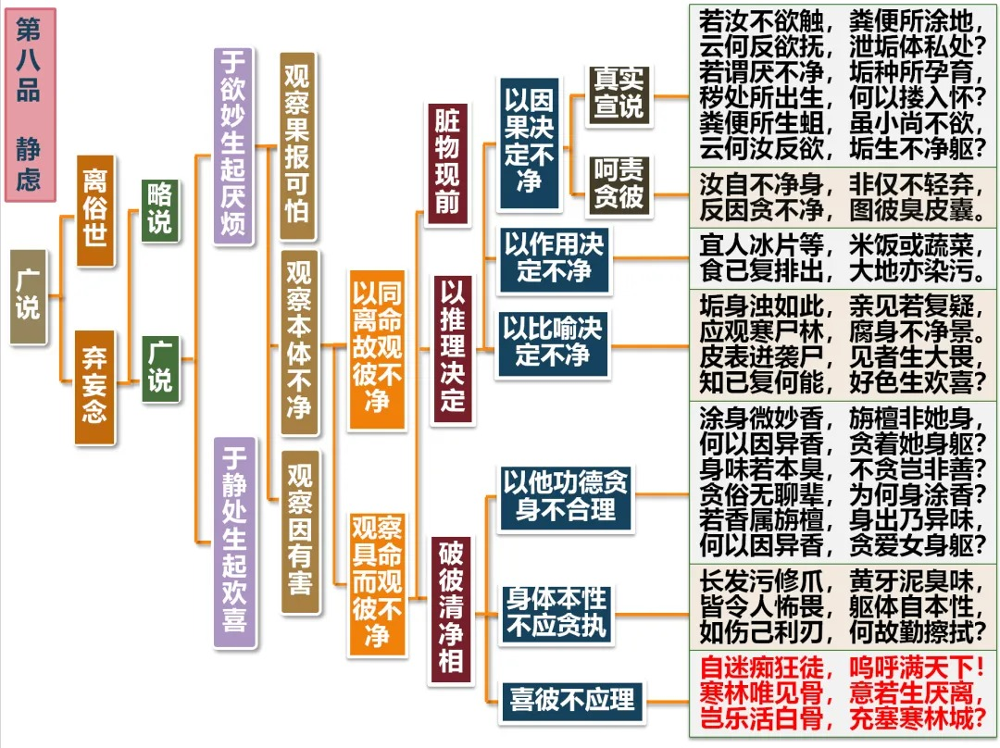 第八品 静虑
广说
离俗世
弃妄念
略说
广说
于欲妙生起厌烦
于静处生起欢喜
观察果报可怕
观察本体不净
观察因有害
以同离命故观彼不净
观察具命而观彼不净
脏物现前
以推理决定
破彼清净相
以因果决定不净
真实宣说
呵责贪彼
以作用决定不净
以比喻决定不净
以他功德贪身不合理
身体本性不应贪执
喜彼不应理
若汝不欲触，粪便所涂地，
云何反欲抚，泄垢体私处？
若谓厌不净，垢种所孕育，
秽处所出生，何以搂入怀？
粪便所生蛆，虽小尚不欲，
云何汝反欲，垢生不净躯？
汝自不净身，非仅不轻弃，
反因贪不净，图彼臭皮囊。
宜人冰片等，米饭或蔬菜，
食己复排出，大地亦染污。
垢身浊如此，亲见若复疑，
应观寒尸林，腐身不净景。
皮表迸袭尸，见者生大畏，
知已复何能，好色生欢喜？
涂身微妙香，旃檀非她身，
何以因异香，贪着她身躯？
身味若本臭，不贪岂非善？
贪俗无聊辈，为何身涂香？
若香属旃檀，身出乃异味，
何以因异香，贪爱女身躯？
长发污修爪，黄牙泥臭味，
皆令人怖畏，躯体自本性，
如伤己利刃，何故勤擦拭？
自迷痴狂徒，呜呼满天下！
寒林唯见骨，意若生厌离，
岂乐活白骨，充塞寒林城？